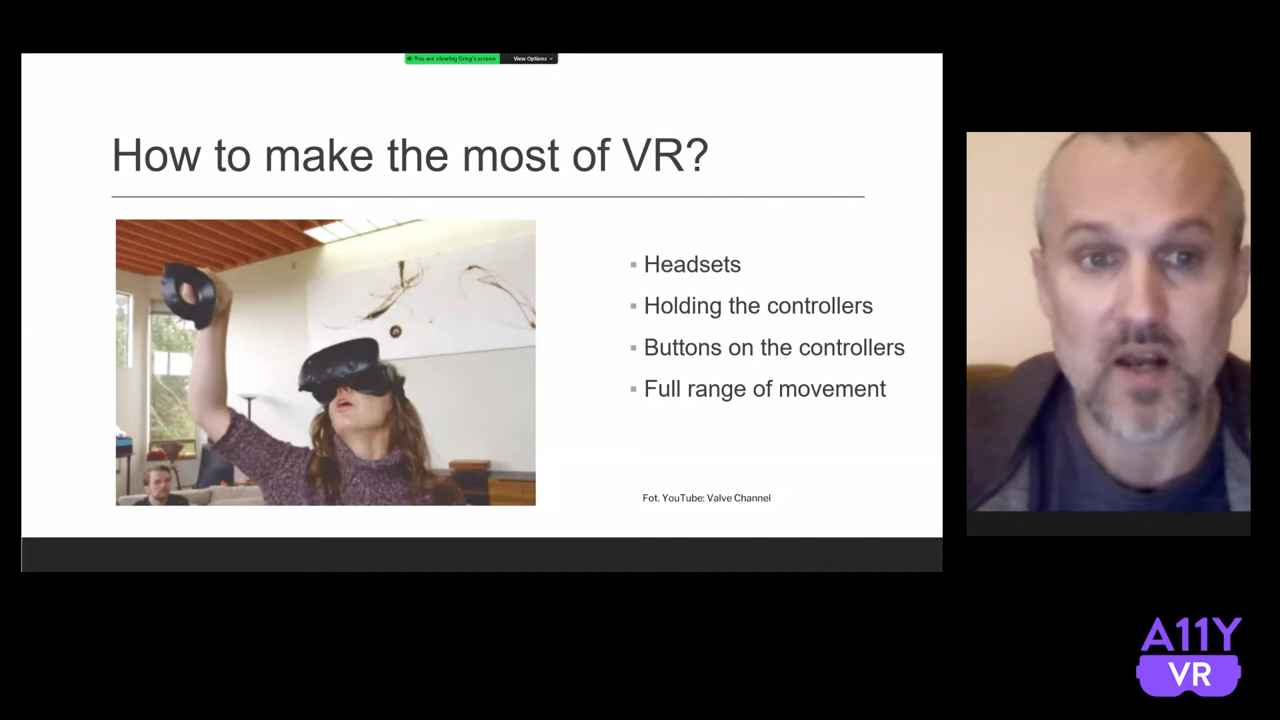 You are viewing Greg's screen
View Options
How to make the most of VR?
Headsets
Holding the controllers
Buttons on the controllers
Full range of movement
Fot. YouTube: Valve Channel
A11Y
VR